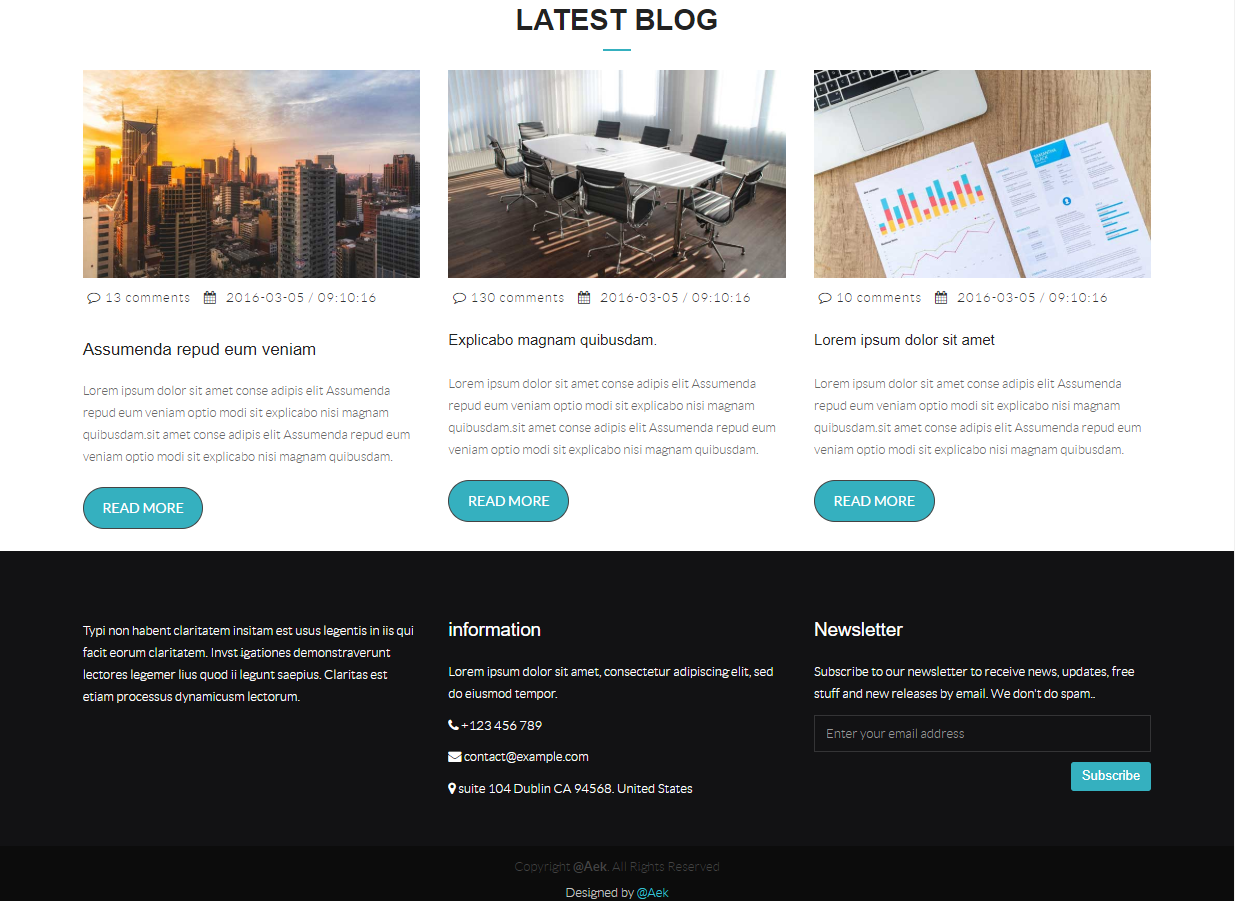 LATEST BLOG
13 comments 2016-03-05 / 09:10:16
Assumenda repud eum veniam
Lorem ipsum dolor sit amet conse adipis elit Assumenda
repud eum veniam optio modi sit explicabo nisi magnam
quibusdam.sit amet conse adipis elit Assumenda repud eum
veniam optio modi sit explicabo nisi magnam quibusdam.
READ MORE
130 comments 2016-03-05 / 09:10:16
Explicabo magnam quibusdam.
Lorem ipsum dolor sit amet conse adipis elit Assumenda
repud eum veniam optio modi sit explicabo nisi magnam
quibusdam.sit amet conse adipis elit Assumenda repud eum
veniam optio modi sit explicabo nisi magnam quibusdam.
READ MORE
10 comments 2016-03-05 / 09:10:16
Lorem ipsum dolor sit amet
Lorem ipsum dolor sit amet conse adipis elit Assumenda
repud eum veniam optio modi sit explicabo nisi magnam
quibusdam.sit amet conse adipis elit Assumenda repud eum
veniam optio modi sit explicabo nisi magnam quibusdam.
READ MORE
Typi non habent claritatem insitam est usus legentis in iis qui
facit eorum claritatem. Invst igationes demonstraverunt
lectores legemer lius quod ii legunt saepius. Claritas est
etiam processus dynamicusm lectorum.
information
Lorem ipsum dolor sit amet, consectetur adipiscing elit, sed
do eiusmod tempor.
+123 456 789
contact@example.com
suite 104 Dublin CA 94568. United States
Newsletter
Subscribe to our newsletter to receive news, updates, free
stuff and new releases by email. We don't do spam..
Enter your email address
Subscribe
Copyright @Aek. All Rights Reserved
Designed by @Aek